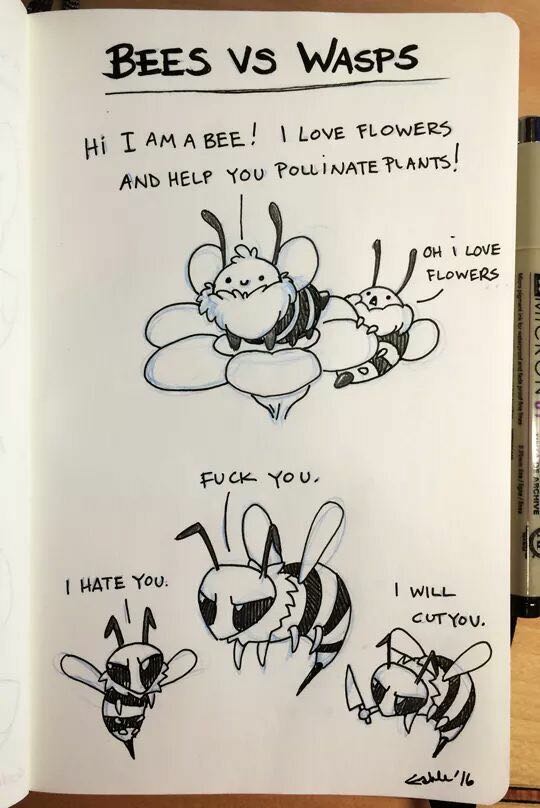 BEES VS WASPS
Hi I AM A BEE! I LOVE FLOWERS
AND HELP YOU POLLINATE PLANTS!
OH i LOVE
FLOWERS
FUCK YOU.
I HATE YOU.
I WILL
CUT YOU.
'16
MICRON
ARCHIVE